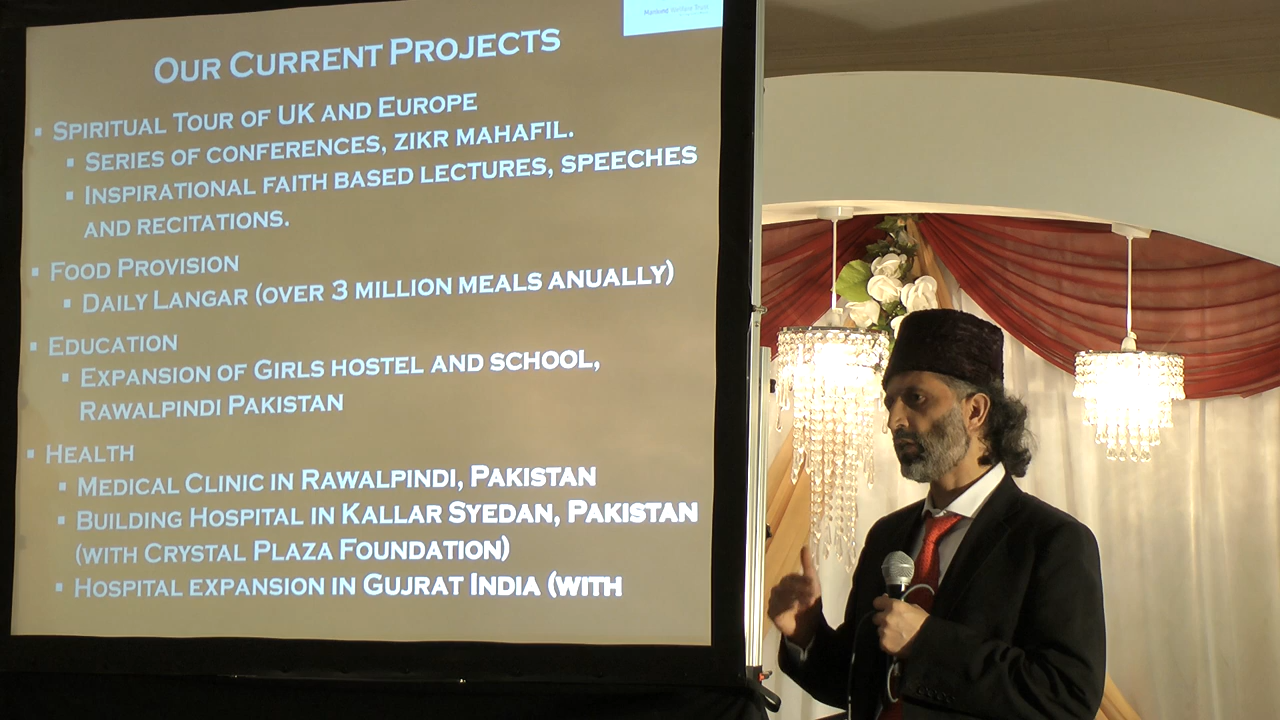 Mankind Welfare Trust
OUR CURRENT PROJECTS
▪ SPIRITUAL TOUR OF UK AND EUROPE
▪ SERIES OF CONFERENCES, ZIKR MAHAFIL.
▪ INSPIRATIONAL FAITH BASED LECTURES, SPEECHES
AND RECITATIONS.
▪ FOOD PROVISION
▪ DAILY LANGAR (OVER 3 MILLION MEALS ANUALLY)
▪ EDUCATION
▪ EXPANSION OF GIRLS HOSTEL AND SCHOOL,
RAWALPINDI PAKISTAN
▪ HEALTH
▪ MEDICAL CLINIC IN RAWALPINDI, PAKISTAN
▪ BUILDING HOSPITAL IN KALLAR SYEDAN, PAKISTAN
(WITH CRYSTAL PLAZA FOUNDATION)
▪ HOSPITAL EXPANSION IN GUJRAT INDIA (WITH